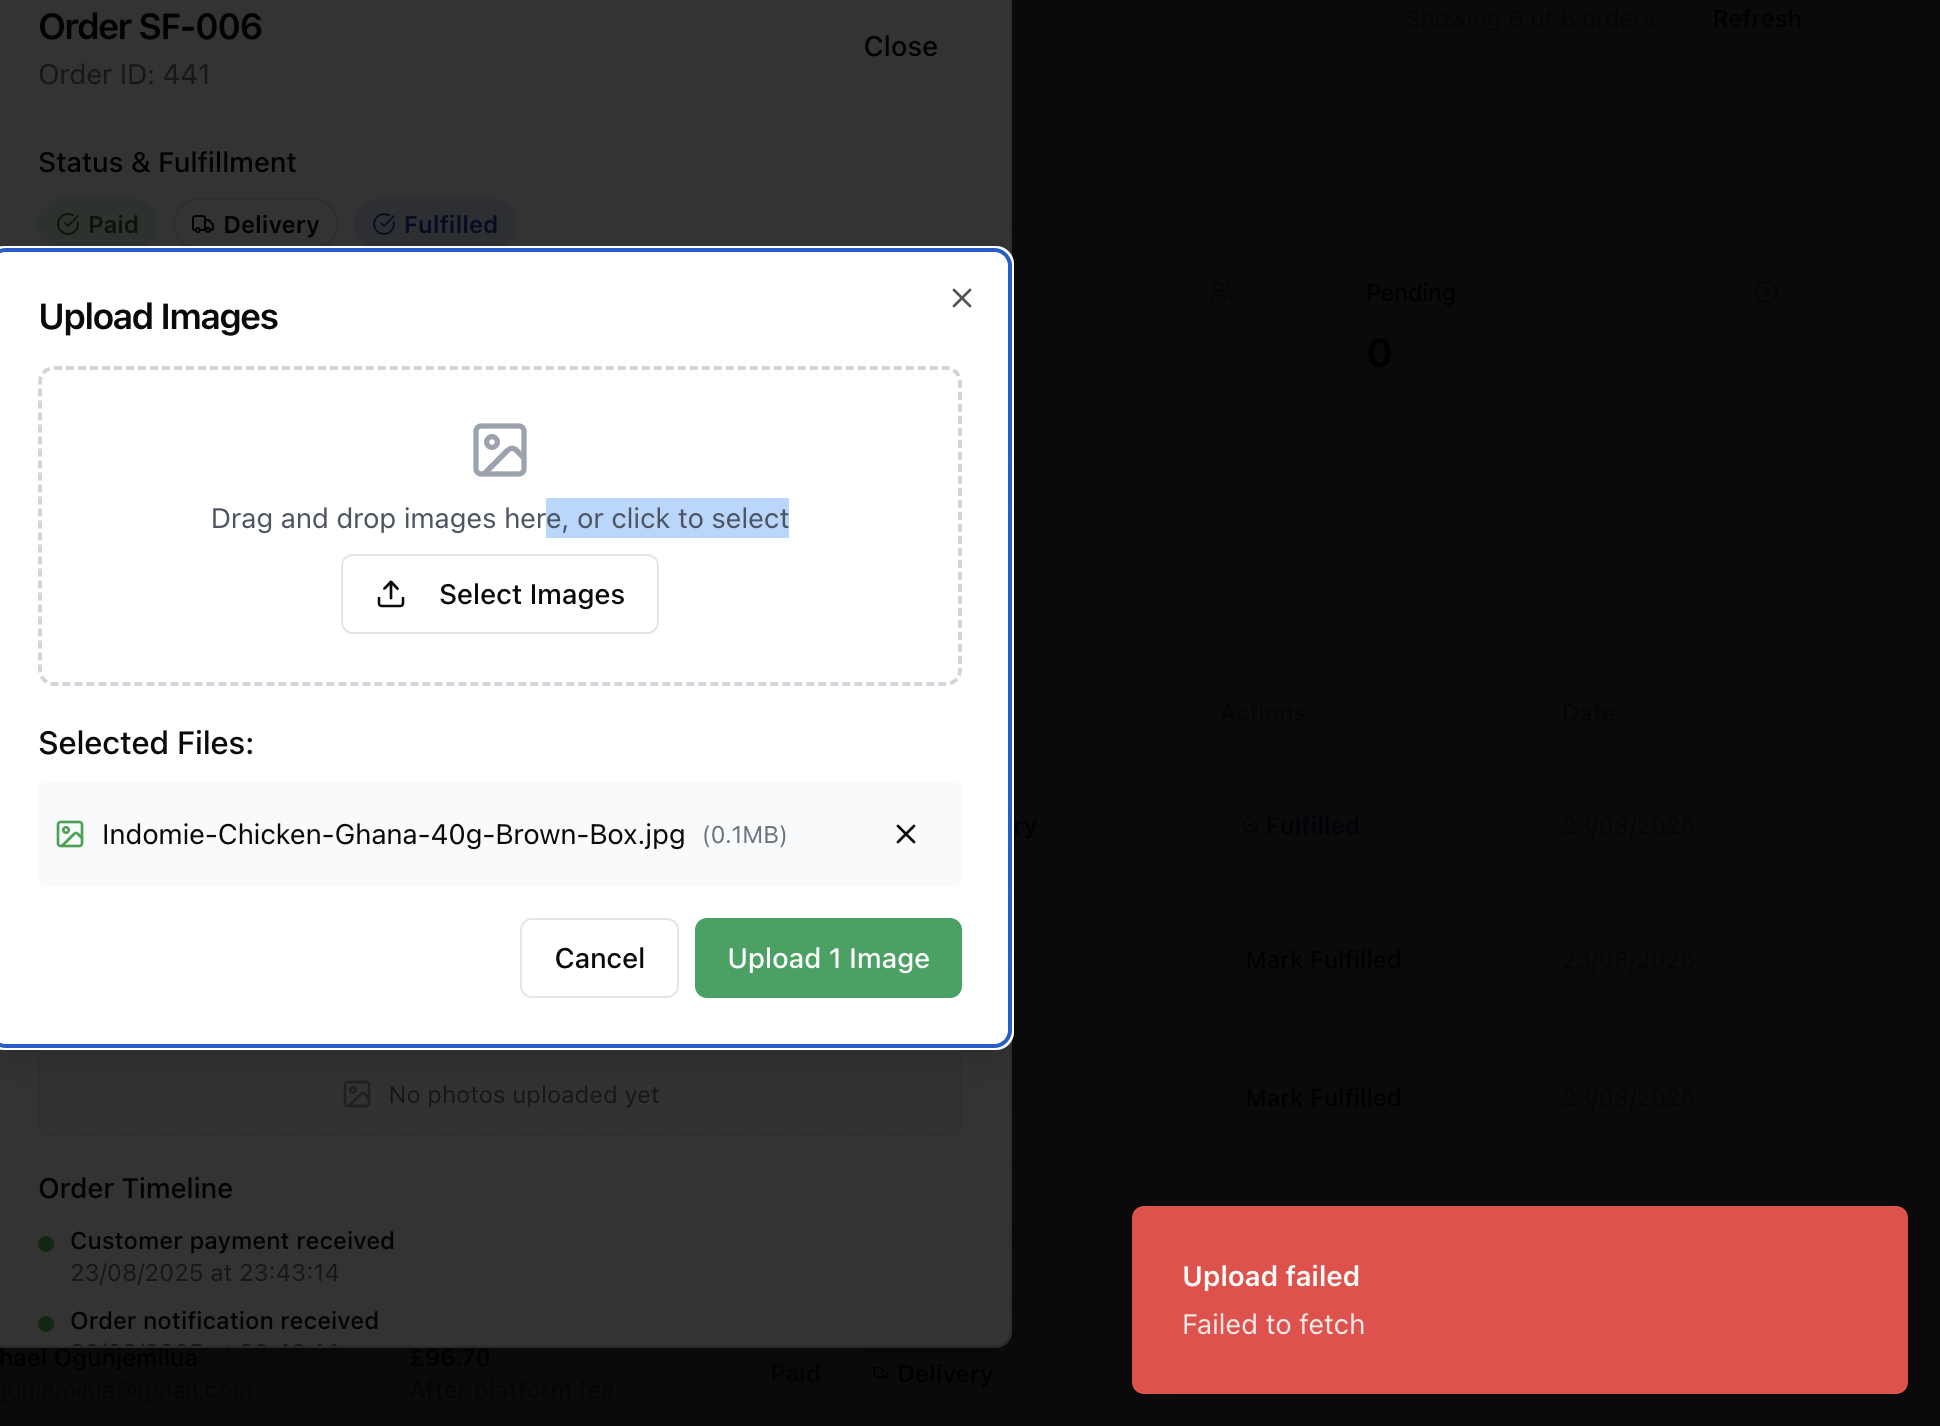 Order SF-006
Order ID: 441
Close
Showing 6 of 6 orders
Refresh
Status & Fulfillment
Paid
Delivery
Fulfilled
Pending
0
Upload Images
Drag and drop images here, or click to select
Select Images
Selected Files:
Indomie-Chicken-Ghana-40g-Brown-Box.jpg (0.1MB)
Cancel
Upload 1 Image
Actions
Date
ry
Fulfilled
23/08/2025
Mark Fulfilled
23/08/2025
Mark Fulfilled
23/08/2025
No photos uploaded yet
Order Timeline
Customer payment received
23/08/2025 at 23:43:14
Order notification received
hael Ogunjemilua
gunjemilua@gmail.com
£96.70
After platform fee
Paid
Delivery
Upload failed
Failed to fetch